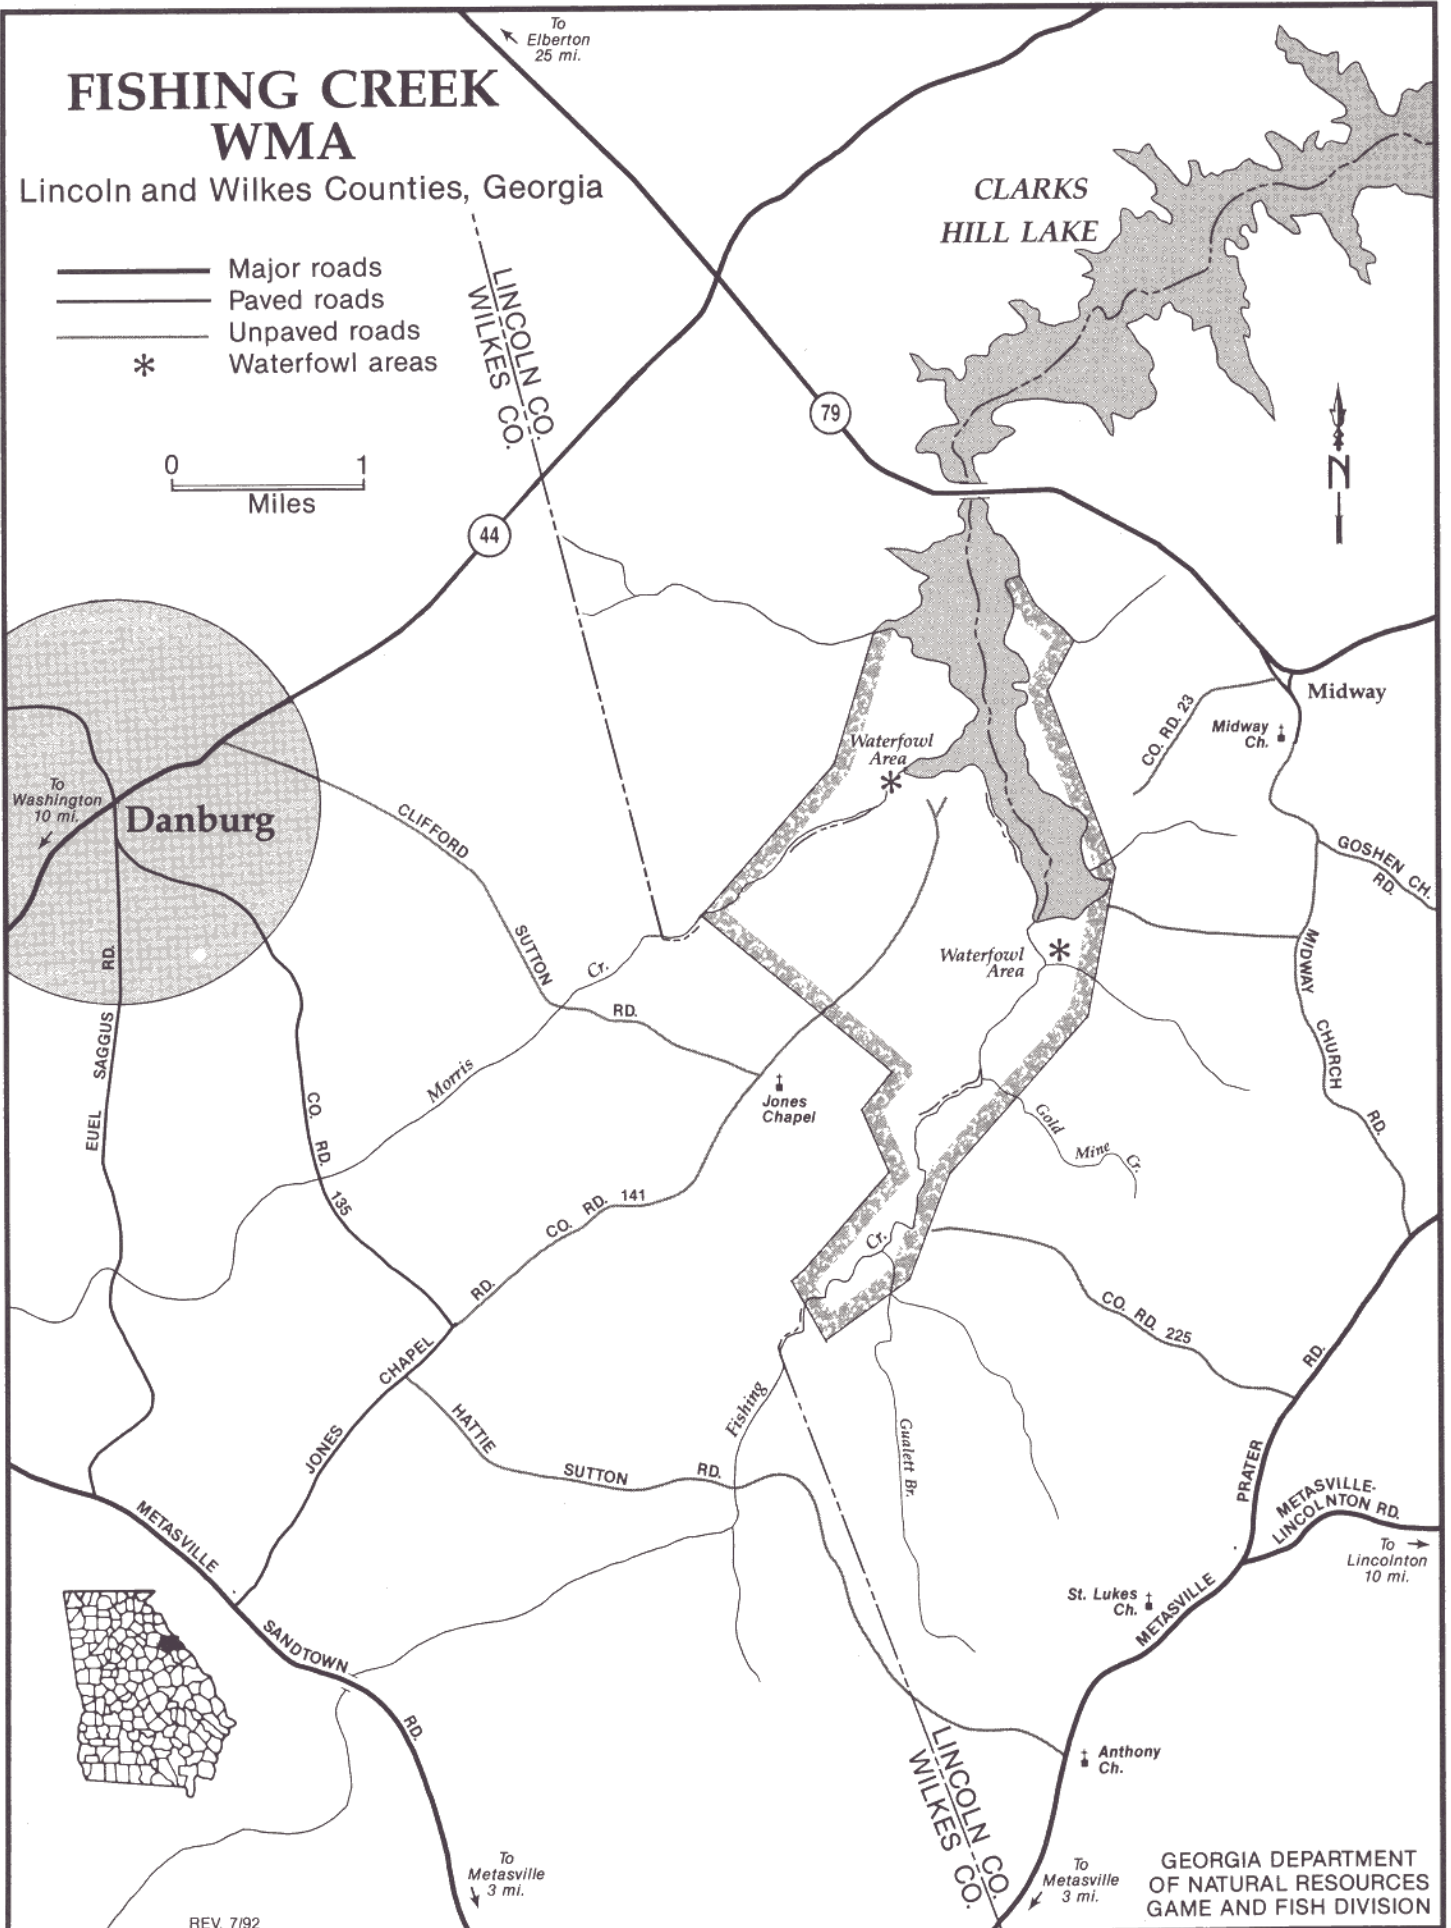 To
Elberton
25 mi.
FISHING CREEK
WMA
Lincoln and Wilkes Counties, Georgia
Major roads
Paved roads
Unpaved roads
Waterfowl areas
0 1
Miles
LINCOLN CO.
WILKES CO.
CLARKS
HILL LAKE
79
44
N
Midway
Midway
Ch.
CO. RD. 23
GOSHEN CH.
RD.
To
Washington
10 mi.
Danburg
CLIFFORD
SUTTON
RD.
Waterfowl
Area
Waterfowl
Area
MIDWAY
CHURCH
RD.
EUEL SAGGUS RD.
Morris Cr.
CO. RD. 135
Jones
Chapel
Gold Mine Cr.
JONES CHAPEL RD.
CO. RD. 141
Fishing Cr.
CO. RD. 225
Gualett Br.
HATTIE SUTTON RD.
METASVILLE PRATER RD.
METASVILLE-
LINCOLNTON RD.
To
Lincolnton
10 mi.
METASVILLE SANDTOWN RD.
St. Lukes
Ch.
Anthony
Ch.
LINCOLN CO.
WILKES CO.
To
Metasville
3 mi.
To
Metasville
3 mi.
GEORGIA DEPARTMENT
OF NATURAL RESOURCES
GAME AND FISH DIVISION
REV. 7/92